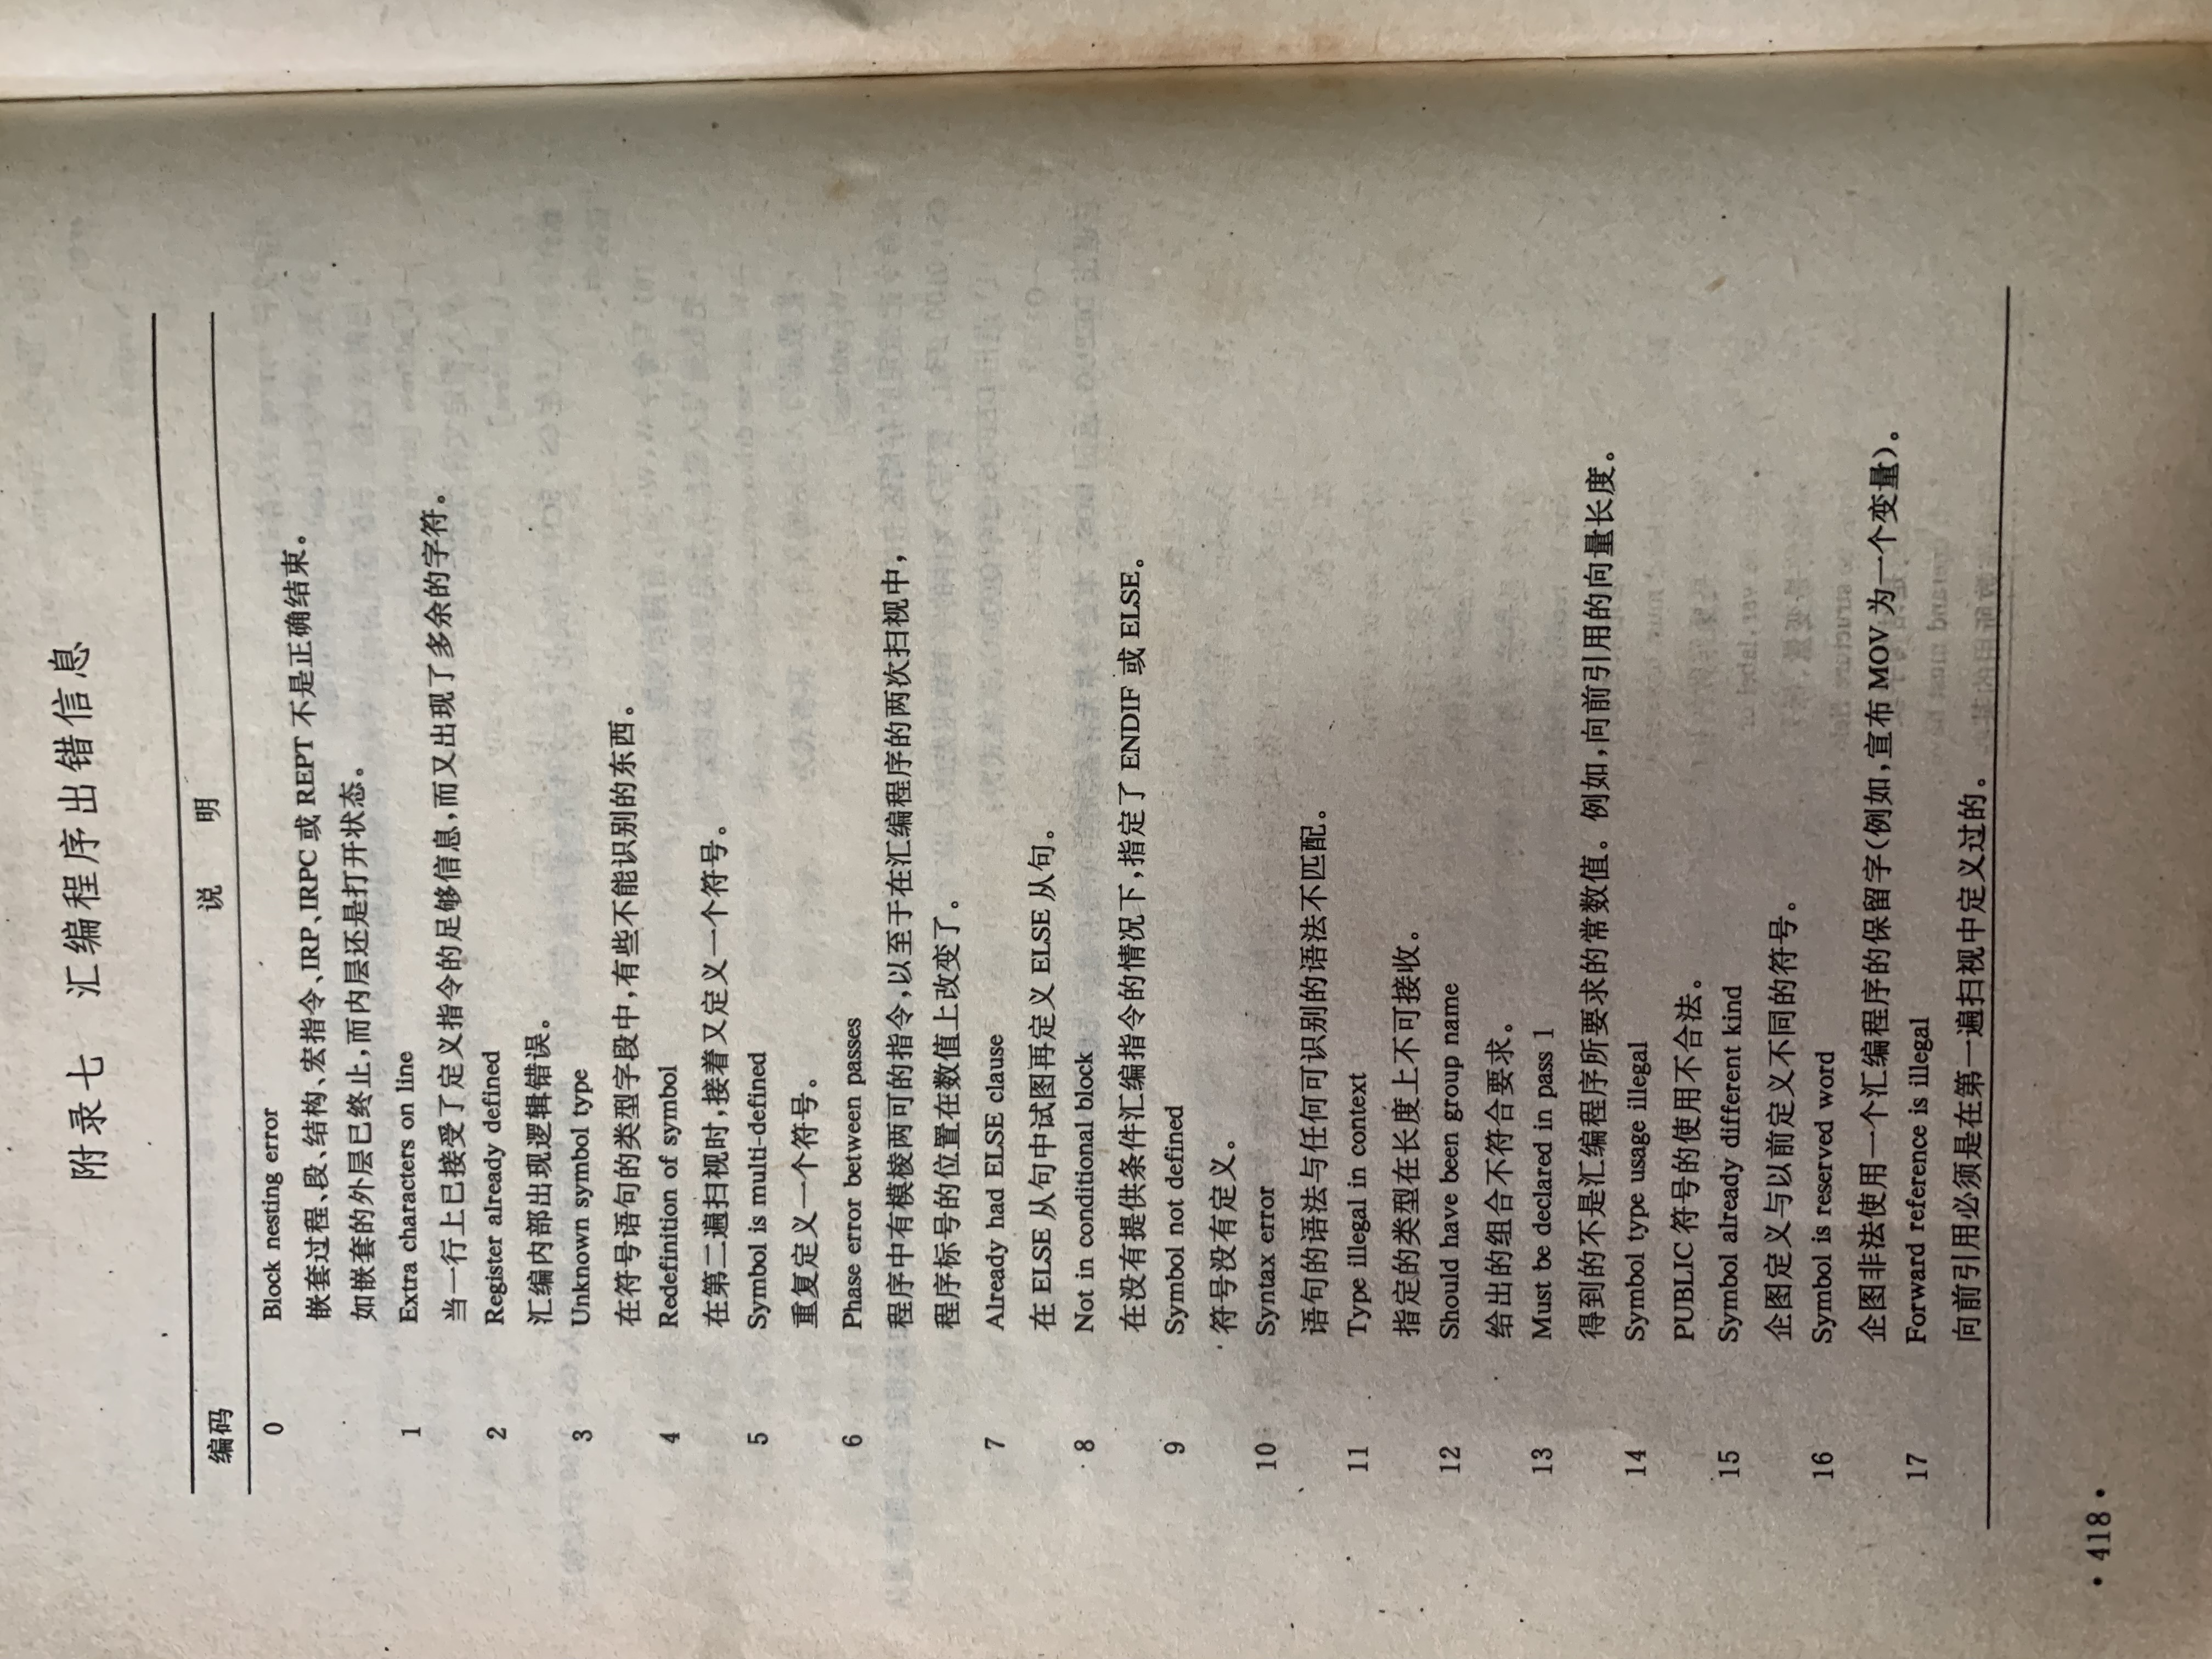 附录七 汇编程序出错信息
编码 说 明
0 Block nesting error
嵌套过程、段、结构、宏指令、IRP、IRPC 或 REPT 不是正确结束。
如嵌套的外层已终止,而内层还是打开状态。
1 Extra characters on line
当一行上已接受了定义指令的足够信息,而又出现了多余的字符。
2 Register already defined
汇编内部出现逻辑错误。
3 Unknown symbol type
在符号语句的类型字段中,有些不能识别的东西。
4 Redefinition of symbol
在第二遍扫视时,接着又定义一个符号。
5 Symbol is multi-defined
重复定义一个符号。
6 Phase error between passes
程序中有模棱两可的指令,以至于在汇编程序的两次扫视中,
程序标号的位置在数值上改变了。
7 Already had ELSE clause
在 ELSE 从句中试图再定义 ELSE 从句。
8 Not in conditional block
在没有提供条件汇编指令的情况下,指定了 ENDIF 或 ELSE。
9 Symbol not defined
符号没有定义。
10 Syntax error
语句的语法与任何可识别的语法不匹配。
11 Type illegal in context
指定的类型在长度上不可接收。
12 Should have been group name
给出的组合不符合要求。
13 Must be declared in pass 1
得到的不是汇编程序所要求的常数值。例如,向前引用的向量长度。
14 Symbol type usage illegal
PUBLIC 符号的使用不合法。
15 Symbol already different kind
企图定义与以前定义不同的符号。
16 Symbol is reserved word
企图非法使用一个汇编程序的保留字(例如,宣布 MOV 为一个变量)。
17 Forward reference is illegal
向前引用必须是在第一遍扫视中定义过的。
· 418 ·